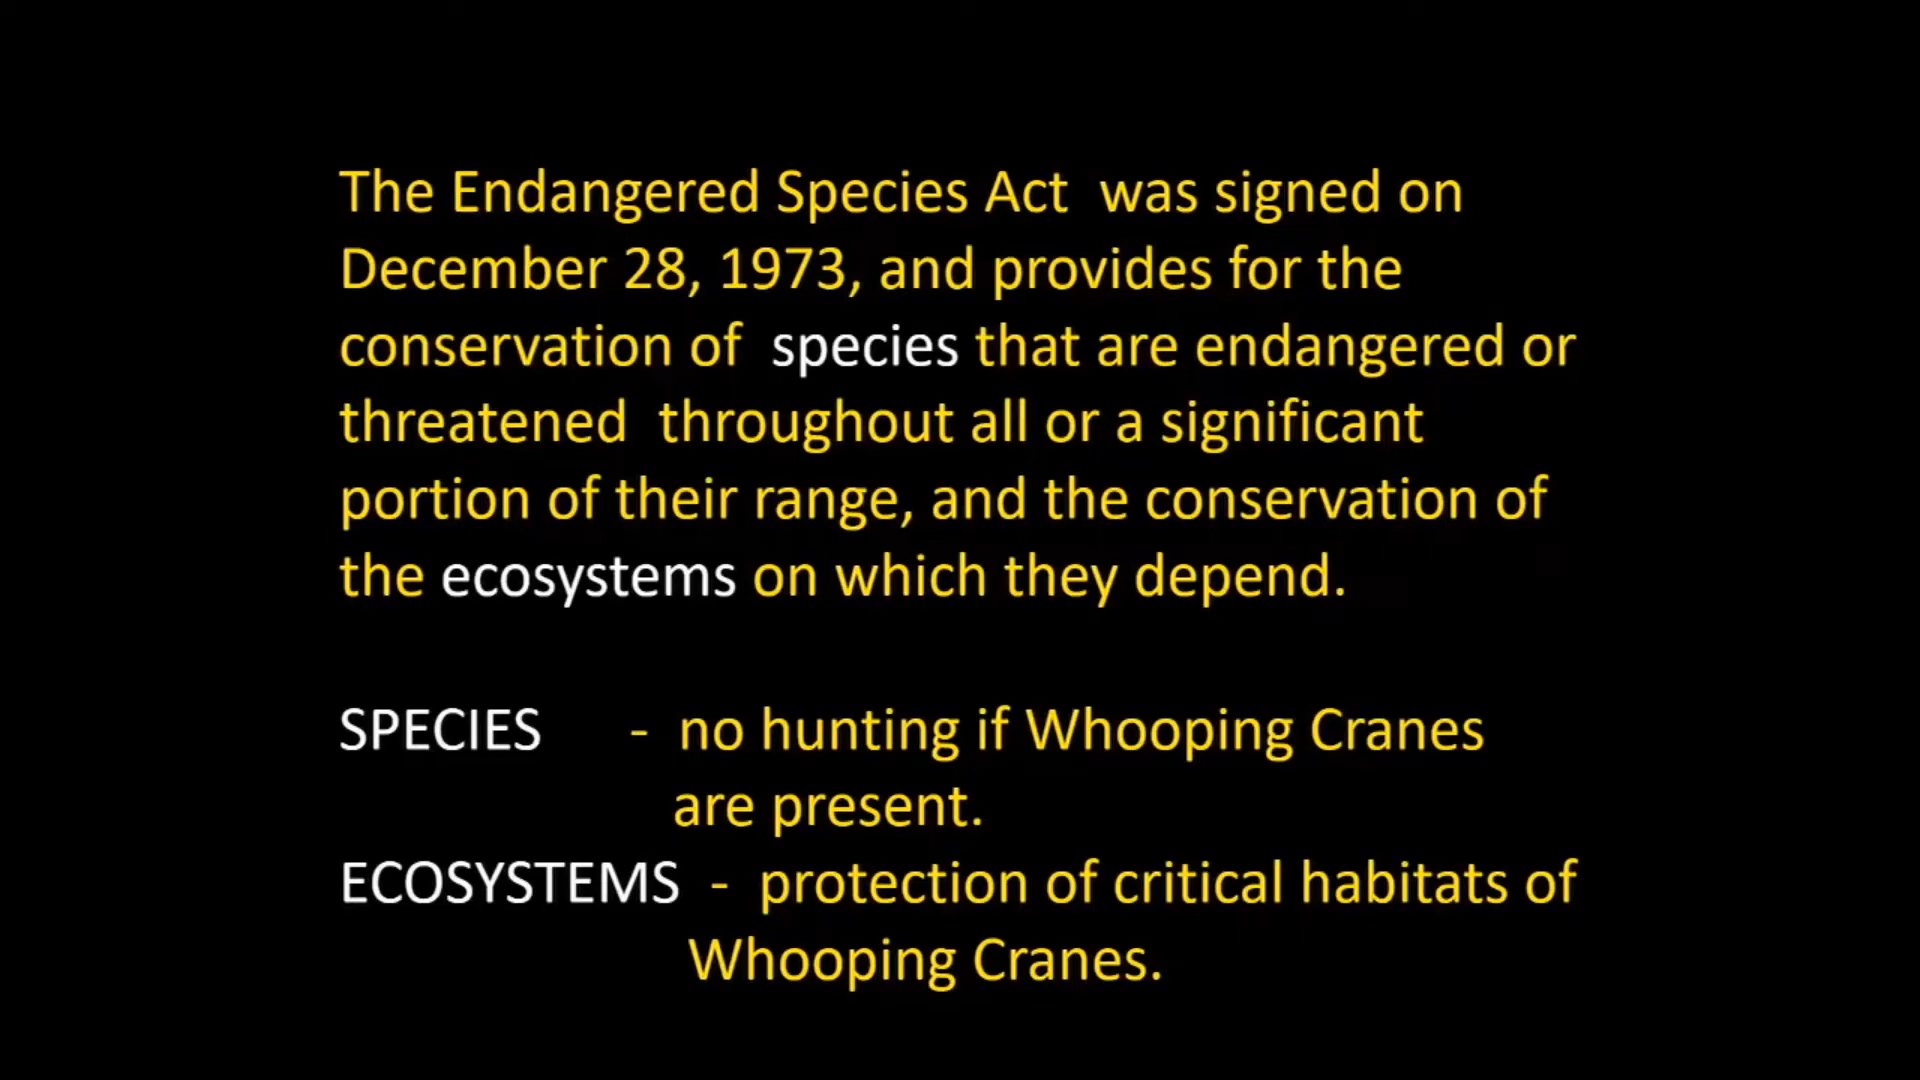 The Endangered Species Act  was signed on
December 28, 1973, and provides for the
conservation of  species that are endangered or
threatened  throughout all or a significant
portion of their range, and the conservation of
the ecosystems on which they depend.
SPECIES - no hunting if Whooping Cranes
are present.
ECOSYSTEMS - protection of critical habitats of
Whooping Cranes.